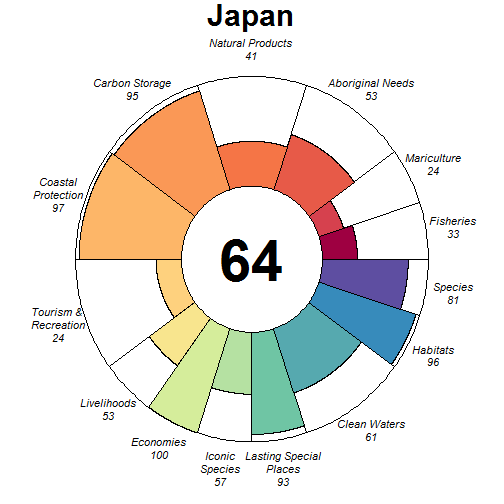 Japan
Natural Products
41
Carbon Storage
95
Aboriginal Needs
53
Mariculture
24
Coastal
Protection
97
Fisheries
33
64
Species
81
Tourism &
Recreation
24
Habitats
96
Livelihoods
53
Clean Waters
61
Economies
100
Iconic
Species
57
Lasting Special
Places
93